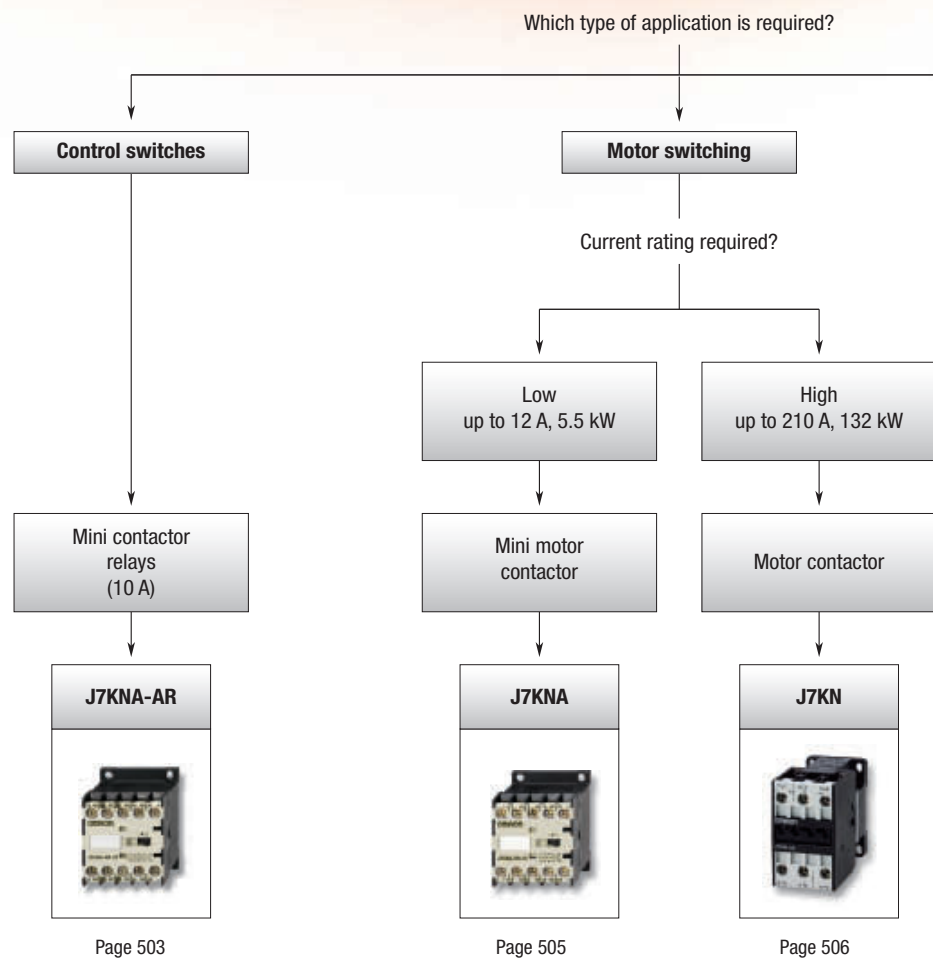 Which type of application is required?
Control switches
Motor switching
Current rating required?
Low
up to 12 A, 5.5 kW
High
up to 210 A, 132 kW
Mini contactor
relays
(10 A)
Mini motor
contactor
Motor contactor
J7KNA-AR
J7KNA
J7KN
Page 503
Page 505
Page 506